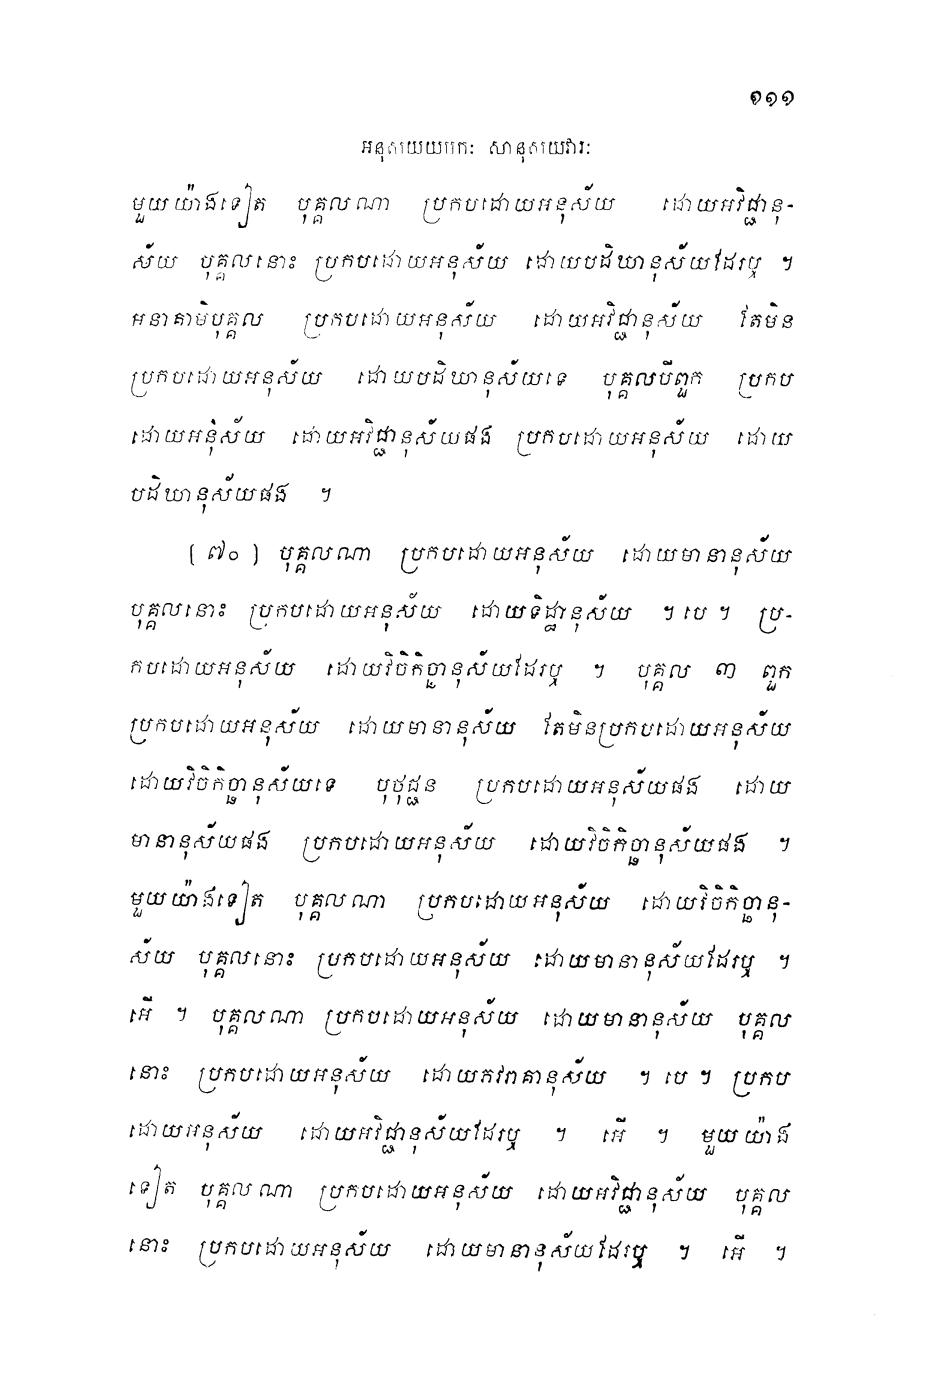 ១១១
អនុសយយមកៈ សានុសយវារៈ
មួយយ៉ាងទៀត បុគ្គលណា ប្រកបដោយអនុស័យ ដោយអវិជ្ជានុ-
ស័យ បុគ្គលនោះ ប្រកបដោយអនុស័យ ដោយបដិឃានុស័យដែរឬ ។
អនាគាមិបុគ្គល ប្រកបដោយអនុស័យ ដោយអវិជ្ជានុស័យ តែមិន
ប្រកបដោយអនុស័យ ដោយបដិឃានុស័យទេ បុគ្គលបីពួក ប្រកប
ដោយអនុស័យ ដោយអវិជ្ជានុស័យផង ប្រកបដោយអនុស័យ ដោយ
បដិឃានុស័យផង ។
[ ៧០ ] បុគ្គលណា ប្រកបដោយអនុស័យ ដោយមានានុស័យ
បុគ្គលនោះ ប្រកបដោយអនុស័យ ដោយទិដ្ឋានុស័យ ។ បេ ។ ប្រ-
កបដោយអនុស័យ ដោយវិចិកិច្ឆានុស័យដែរឬ ។ បុគ្គល ៣ ពួក
ប្រកបដោយអនុស័យ ដោយមានានុស័យ តែមិនប្រកបដោយអនុស័យ
ដោយវិចិកិច្ឆានុស័យទេ បុថុជ្ជន ប្រកបដោយអនុស័យផង ដោយ
មានានុស័យផង ប្រកបដោយអនុស័យ ដោយវិចិកិច្ឆានុស័យផង ។
មួយយ៉ាងទៀត បុគ្គលណា ប្រកបដោយអនុស័យ ដោយវិចិកិច្ឆានុ-
ស័យ បុគ្គលនោះ ប្រកបដោយអនុស័យ ដោយមានានុស័យដែរឬ ។
អើ ។ បុគ្គលណា ប្រកបដោយអនុស័យ ដោយមានានុស័យ បុគ្គល
នោះ ប្រកបដោយអនុស័យ ដោយភវរាគានុស័យ ។ បេ ។ ប្រកប
ដោយអនុស័យ ដោយអវិជ្ជានុស័យដែរឬ ។ អើ ។ មួយយ៉ាង
ទៀត បុគ្គលណា ប្រកបដោយអនុស័យ ដោយអវិជ្ជានុស័យ បុគ្គល
នោះ ប្រកបដោយអនុស័យ ដោយមានានុស័យដែរឬ ។ អើ ។